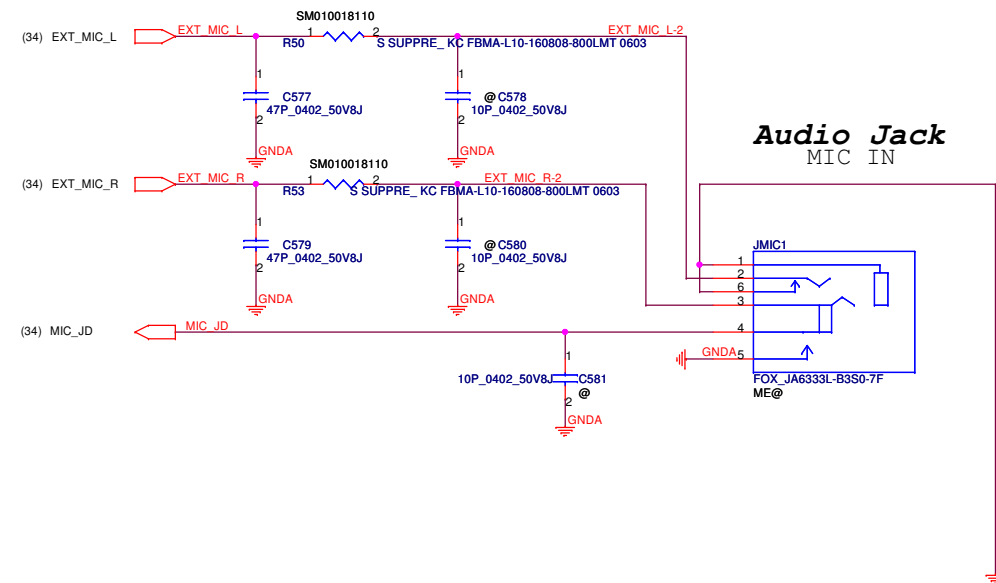 SM010018110
(34) EXT_MIC_L EXT_MIC_L 1 2 EXT_MIC_L-2
R50 S SUPPRE_ KC FBMA-L10-160808-800LMT 0603
1 1
C577 @ C578
47P_0402_50V8J 10P_0402_50V8J
2 2
Audio Jack
GNDA GNDA MIC IN
SM010018110
(34) EXT_MIC_R EXT_MIC_R 1 2 EXT_MIC_R-2
R53 S SUPPRE_ KC FBMA-L10-160808-800LMT 0603
1 1
C579 @ C580 JMIC1
47P_0402_50V8J 10P_0402_50V8J 1
2 2 2
6
GNDA GNDA 3
(34) MIC_JD MIC_JD 4
1 GNDA 5
10P_0402_50V8J C581 FOX_JA6333L-B3S0-7F
@ ME@
2
GNDA